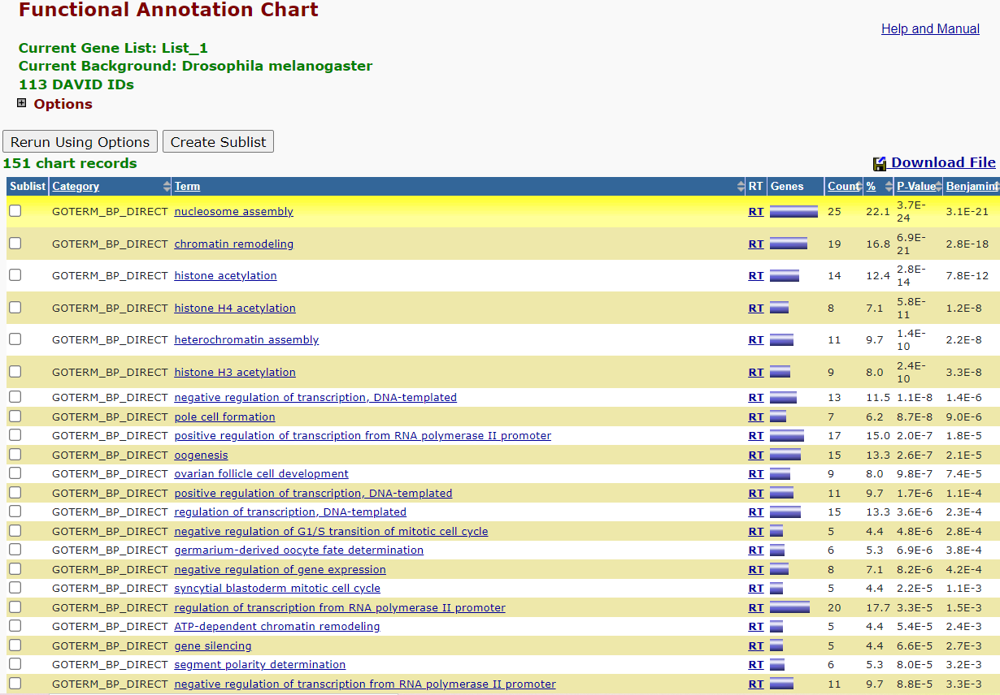 Functional Annotation Chart
Help and Manual
Current Gene List: List_1
Current Background: Drosophila melanogaster
113 DAVID IDs
Options
Rerun Using Options Create Sublist
151 chart records Download File
Sublist Category Term RT Genes Count % P-Value Benjamini
GOTERM_BP_DIRECT nucleosome assembly RT 25 22.1 3.7E-24 3.1E-21
GOTERM_BP_DIRECT chromatin remodeling RT 19 16.8 6.9E-21 2.8E-18
GOTERM_BP_DIRECT histone acetylation RT 14 12.4 2.8E-14 7.8E-12
GOTERM_BP_DIRECT histone H4 acetylation RT 8 7.1 5.8E-11 1.2E-8
GOTERM_BP_DIRECT heterochromatin assembly RT 11 9.7 1.4E-10 2.2E-8
GOTERM_BP_DIRECT histone H3 acetylation RT 9 8.0 2.4E-10 3.3E-8
GOTERM_BP_DIRECT negative regulation of transcription, DNA-templated RT 13 11.5 1.1E-8 1.4E-6
GOTERM_BP_DIRECT pole cell formation RT 7 6.2 8.7E-8 9.0E-6
GOTERM_BP_DIRECT positive regulation of transcription from RNA polymerase II promoter RT 17 15.0 2.0E-7 1.8E-5
GOTERM_BP_DIRECT oogenesis RT 15 13.3 2.6E-7 2.1E-5
GOTERM_BP_DIRECT ovarian follicle cell development RT 9 8.0 9.8E-7 7.4E-5
GOTERM_BP_DIRECT positive regulation of transcription, DNA-templated RT 11 9.7 1.7E-6 1.1E-4
GOTERM_BP_DIRECT regulation of transcription, DNA-templated RT 15 13.3 3.6E-6 2.3E-4
GOTERM_BP_DIRECT negative regulation of G1/S transition of mitotic cell cycle RT 5 4.4 4.8E-6 2.8E-4
GOTERM_BP_DIRECT germarium-derived oocyte fate determination RT 6 5.3 6.9E-6 3.8E-4
GOTERM_BP_DIRECT negative regulation of gene expression RT 8 7.1 8.2E-6 4.2E-4
GOTERM_BP_DIRECT syncytial blastoderm mitotic cell cycle RT 5 4.4 2.2E-5 1.1E-3
GOTERM_BP_DIRECT regulation of transcription from RNA polymerase II promoter RT 20 17.7 3.3E-5 1.5E-3
GOTERM_BP_DIRECT ATP-dependent chromatin remodeling RT 5 4.4 5.4E-5 2.4E-3
GOTERM_BP_DIRECT gene silencing RT 5 4.4 6.6E-5 2.7E-3
GOTERM_BP_DIRECT segment polarity determination RT 6 5.3 8.0E-5 3.2E-3
GOTERM_BP_DIRECT negative regulation of transcription from RNA polymerase II promoter RT 11 9.7 8.8E-5 3.3E-3